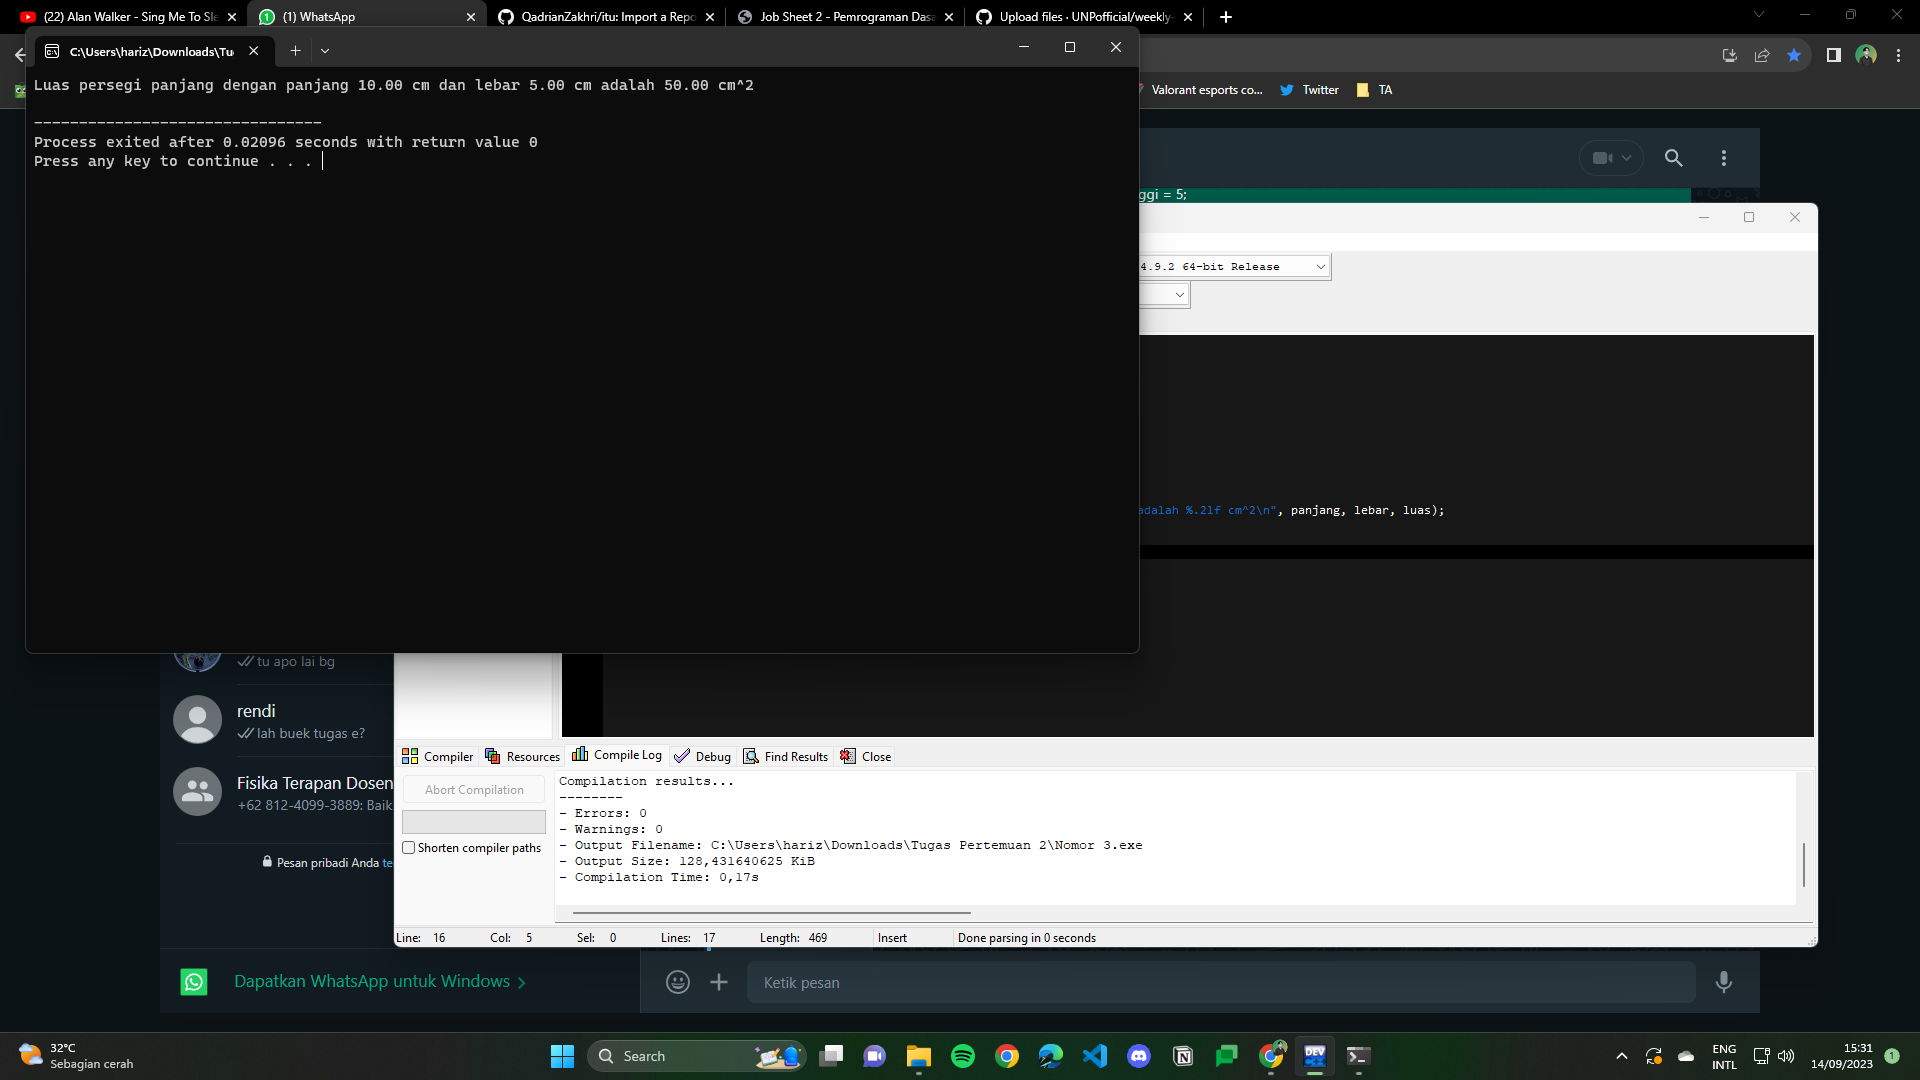 (22) Alan Walker - Sing Me To Sle
(1) WhatsApp
QadrianZakhri/itu: Import a Repo
Job Sheet 2 - Pemrograman Dasa
Upload files · UNPofficial/weekly-
C:\Users\hariz\Downloads\Tu
Valorant esports co...
Twitter
TA
Luas persegi panjang dengan panjang 10.00 cm dan lebar 5.00 cm adalah 50.00 cm^2
--------------------------------
Process exited after 0.02096 seconds with return value 0
Press any key to continue . . .
ggi = 5;
4.9.2 64-bit Release
adalah %.2lf cm^2\n", panjang, lebar, luas);
tu apo lai bg
rendi
lah buek tugas e?
Fisika Terapan Dosen
+62 812-4099-3889: Baik
Pesan pribadi Anda te
Compiler
Resources
Compile Log
Debug
Find Results
Close
Abort Compilation
Shorten compiler paths
Compilation results...
--------
- Errors: 0
- Warnings: 0
- Output Filename: C:\Users\hariz\Downloads\Tugas Pertemuan 2\Nomor 3.exe
- Output Size: 128,431640625 KiB
- Compilation Time: 0,17s
Line: 16 Col: 5 Sel: 0 Lines: 17 Length: 469 Insert Done parsing in 0 seconds
Dapatkan WhatsApp untuk Windows
Ketik pesan
32°C
Sebagian cerah
Search
DEV
ENG
INTL
15:31
14/09/2023
1